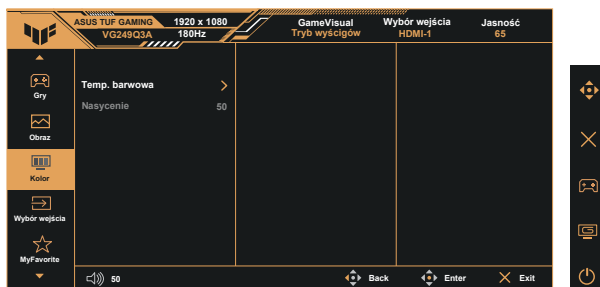 ASUS TUF GAMING 1920 x 1080
VG249Q3A 180Hz
GameVisual
Tryb wyścigów
Wybór wejścia
HDMI-1
Jasność
65
Gry
Obraz
Kolor
Wybór wejścia
MyFavorite
Temp. barwowa
Nasycenie 50
50
Back
Enter
Exit